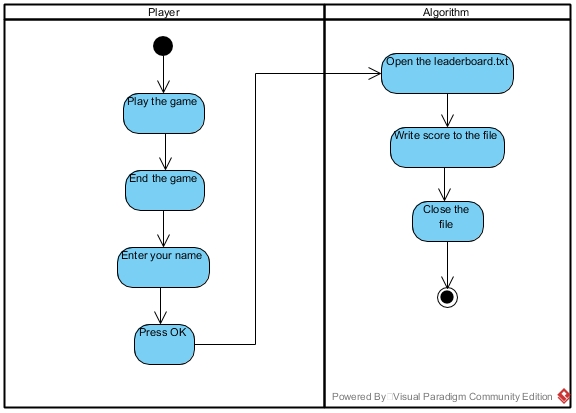 Player
Algorithm
Play the game
End the game
Enter your name
Press OK
Open the leaderboard.txt
Write score to the file
Close the
file
Powered By Visual Paradigm Community Edition